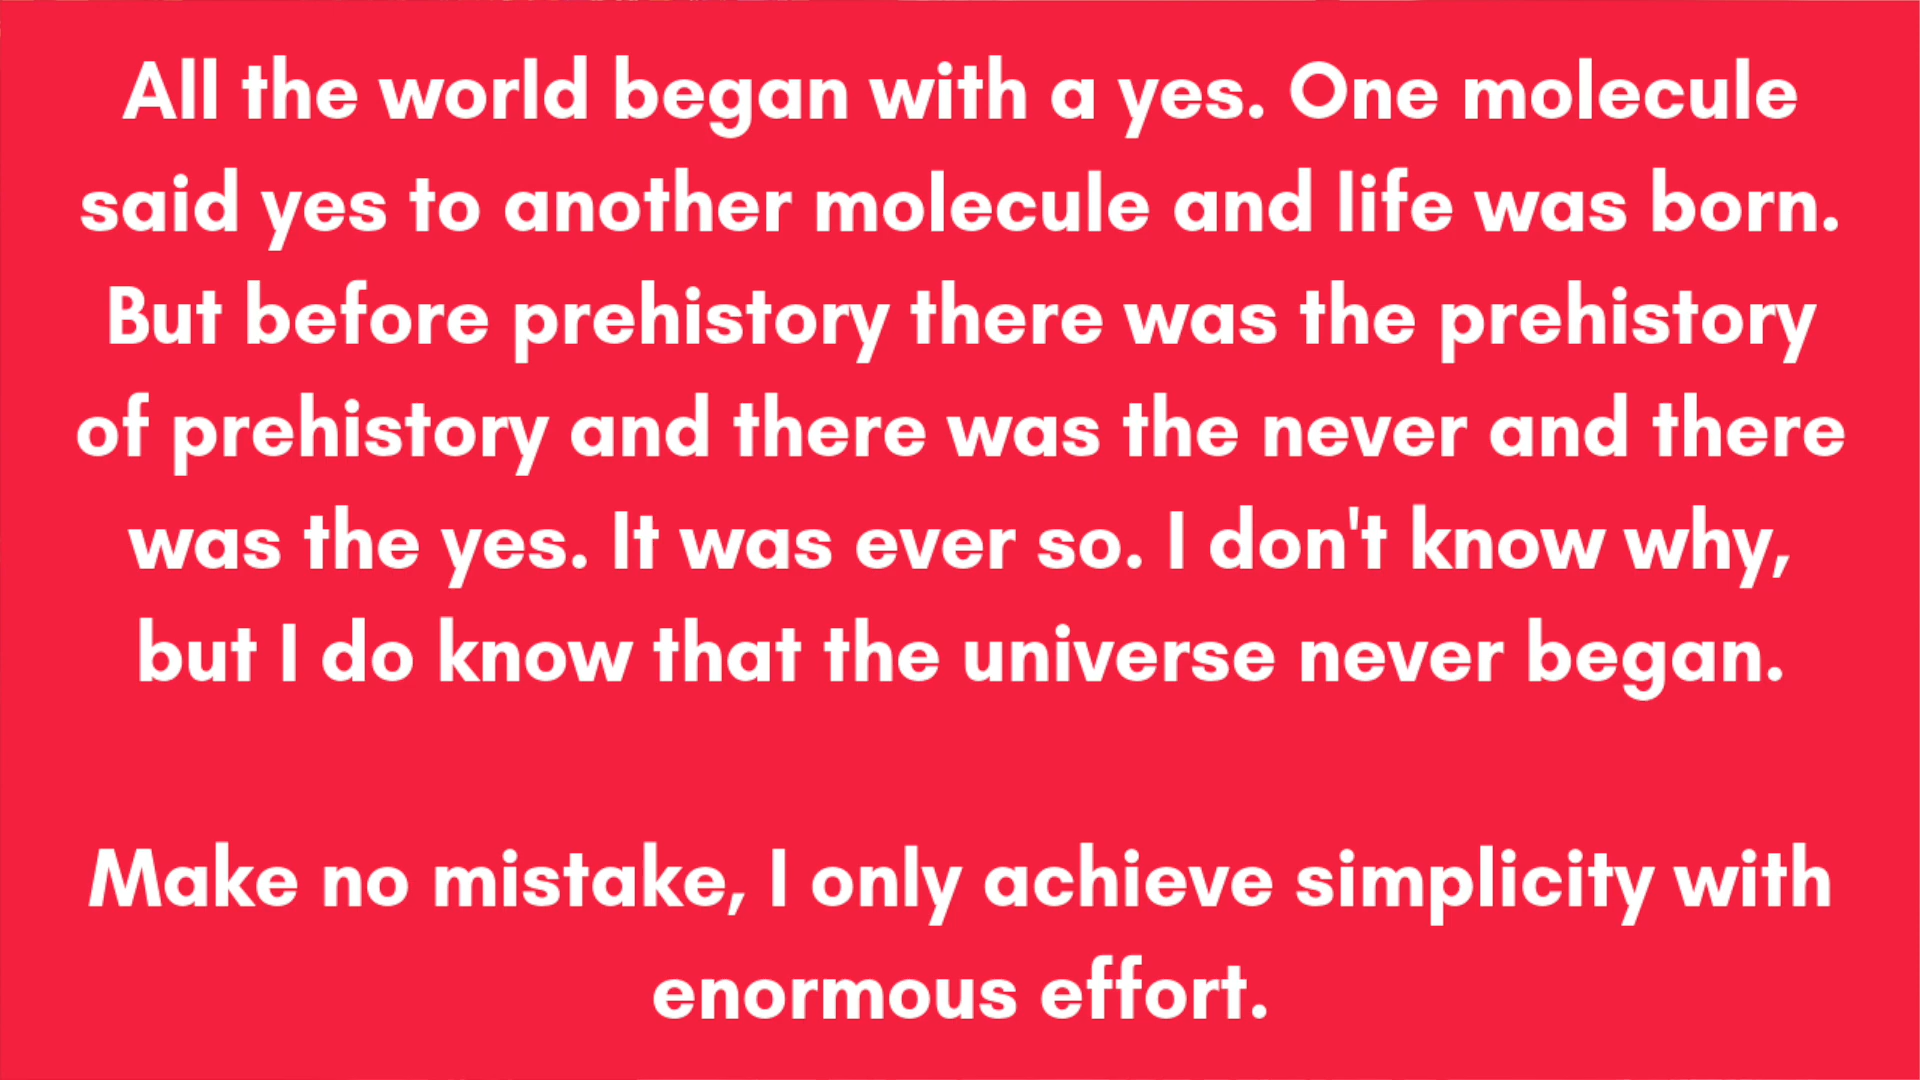 All the world began with a yes. One molecule
said yes to another molecule and life was born.
But before prehistory there was the prehistory
of prehistory and there was the never and there
was the yes. It was ever so. I don't know why,
but I do know that the universe never began.
Make no mistake, I only achieve simplicity with
enormous effort.